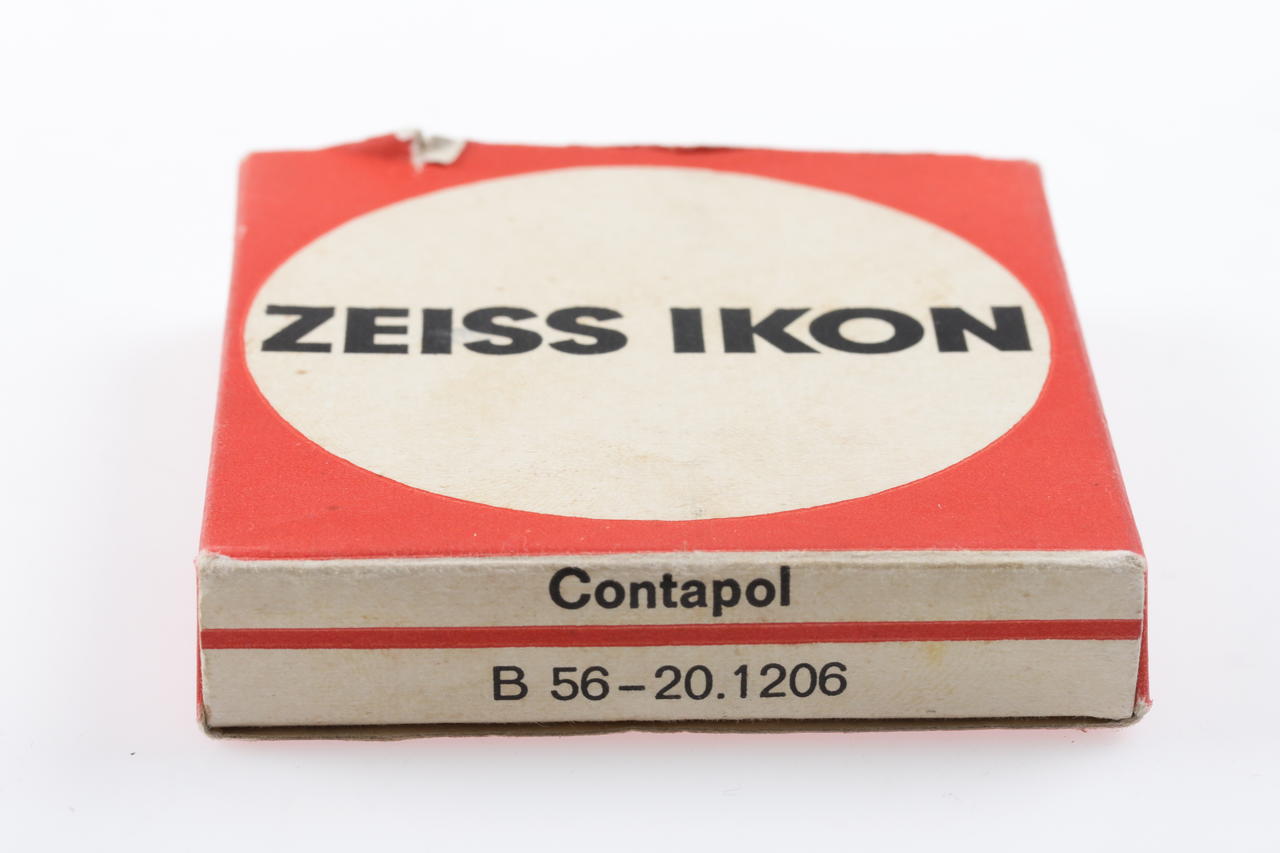 ZEISS IKON
Contapol
B 56–20.1206